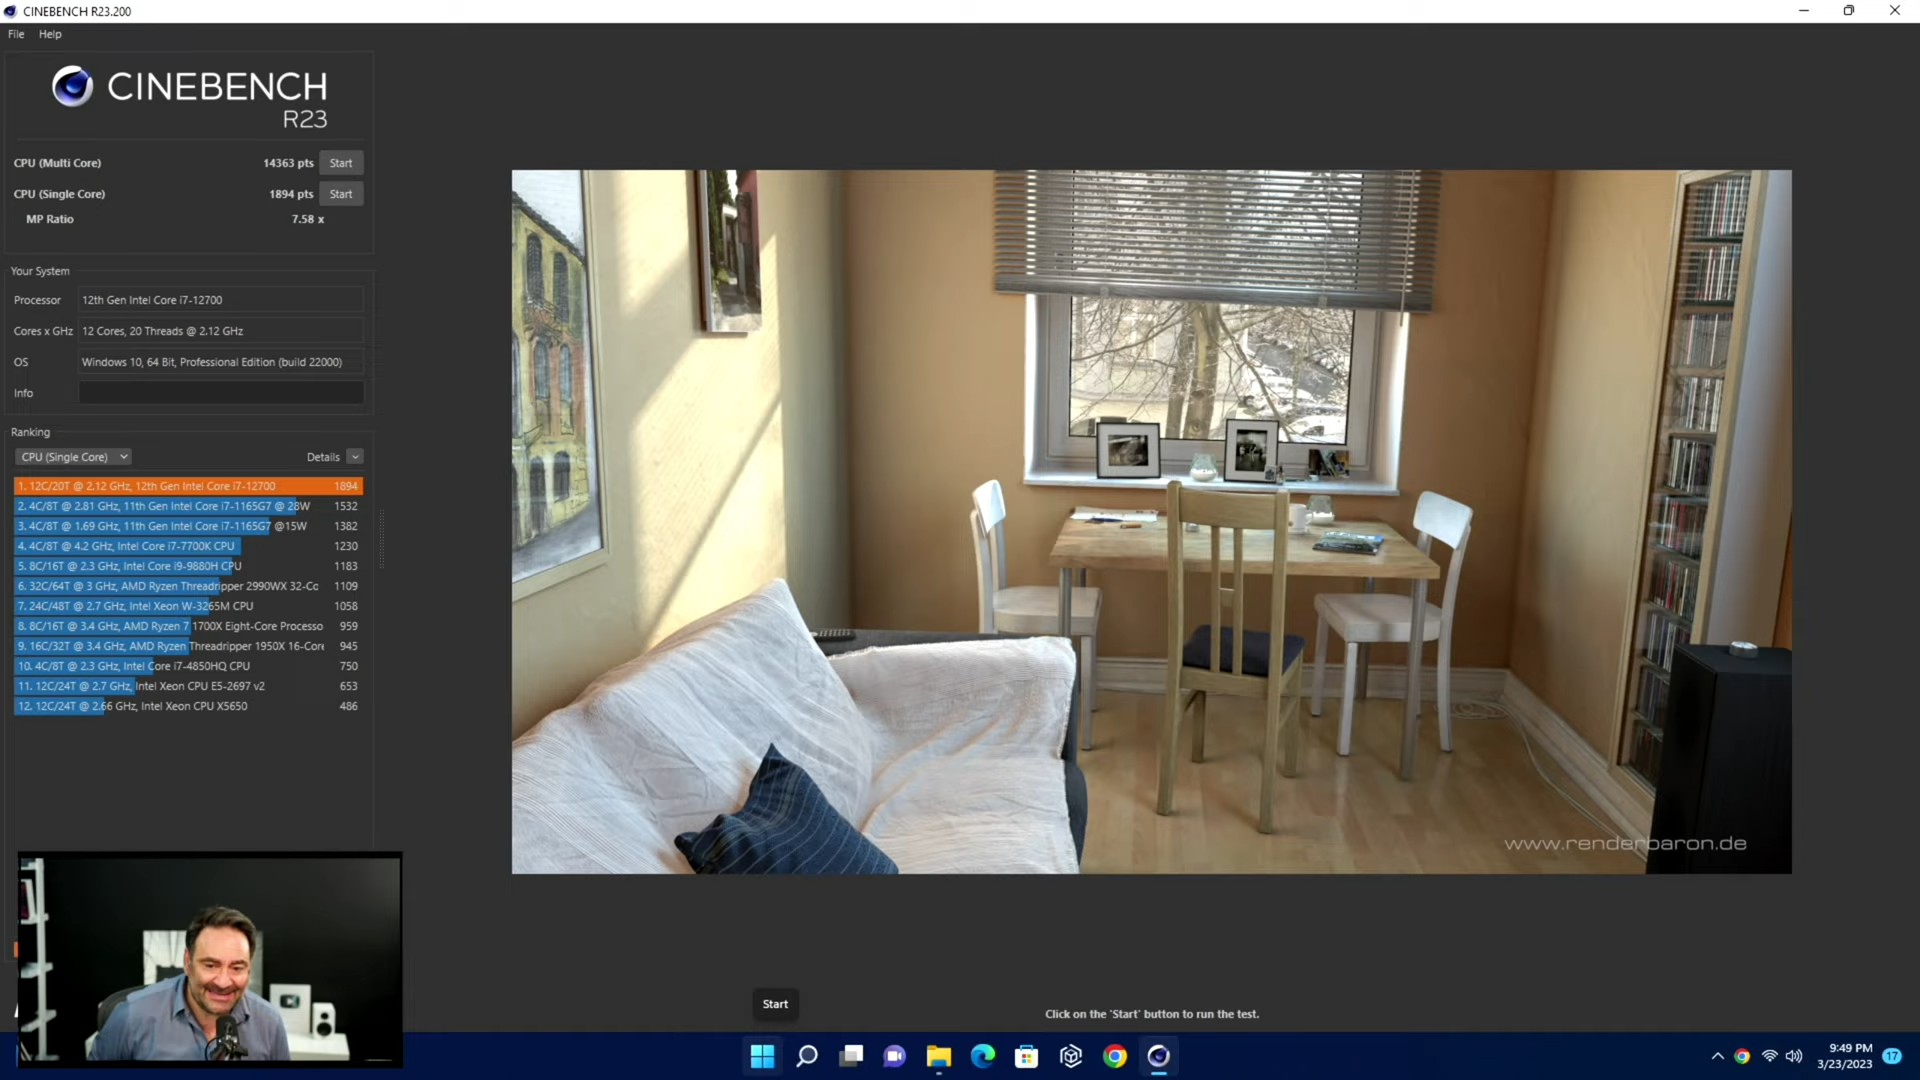 CINEBENCH R23.200
File Help
CINEBENCH
R23
CPU (Multi Core) 14363 pts Start
CPU (Single Core) 1894 pts Start
MP Ratio 7.58 x
Your System
Processor 12th Gen Intel Core i7-12700
Cores x GHz 12 Cores, 20 Threads @ 2.12 GHz
OS Windows 10, 64 Bit, Professional Edition (build 22000)
Info
Ranking
CPU (Single Core) Details
1. 12C/20T @ 2.12 GHz, 12th Gen Intel Core i7-12700 1894
2. 4C/8T @ 2.81 GHz, 11th Gen Intel Core i7-1165G7 @ 28W 1532
3. 4C/8T @ 1.69 GHz, 11th Gen Intel Core i7-1165G7 @15W 1382
4. 4C/8T @ 4.2 GHz, Intel Core i7-7700K CPU 1230
5. 8C/16T @ 2.3 GHz, Intel Core i9-9880H CPU 1183
6. 32C/64T @ 3 GHz, AMD Ryzen Threadripper 2990WX 32-Co 1109
7. 24C/48T @ 2.7 GHz, Intel Xeon W-3265M CPU 1058
8. 8C/16T @ 3.4 GHz, AMD Ryzen 7 1700X Eight-Core Processo 959
9. 16C/32T @ 3.4 GHz, AMD Ryzen Threadripper 1950X 16-Core 945
10. 4C/8T @ 2.3 GHz, Intel Core i7-4850HQ CPU 750
11. 12C/24T @ 2.7 GHz, Intel Xeon CPU E5-2697 v2 653
12. 12C/24T @ 2.66 GHz, Intel Xeon CPU X5650 486
www.renderbaron.de
Start
Click on the 'Start' button to run the test.
9:49 PM
3/23/2023
17